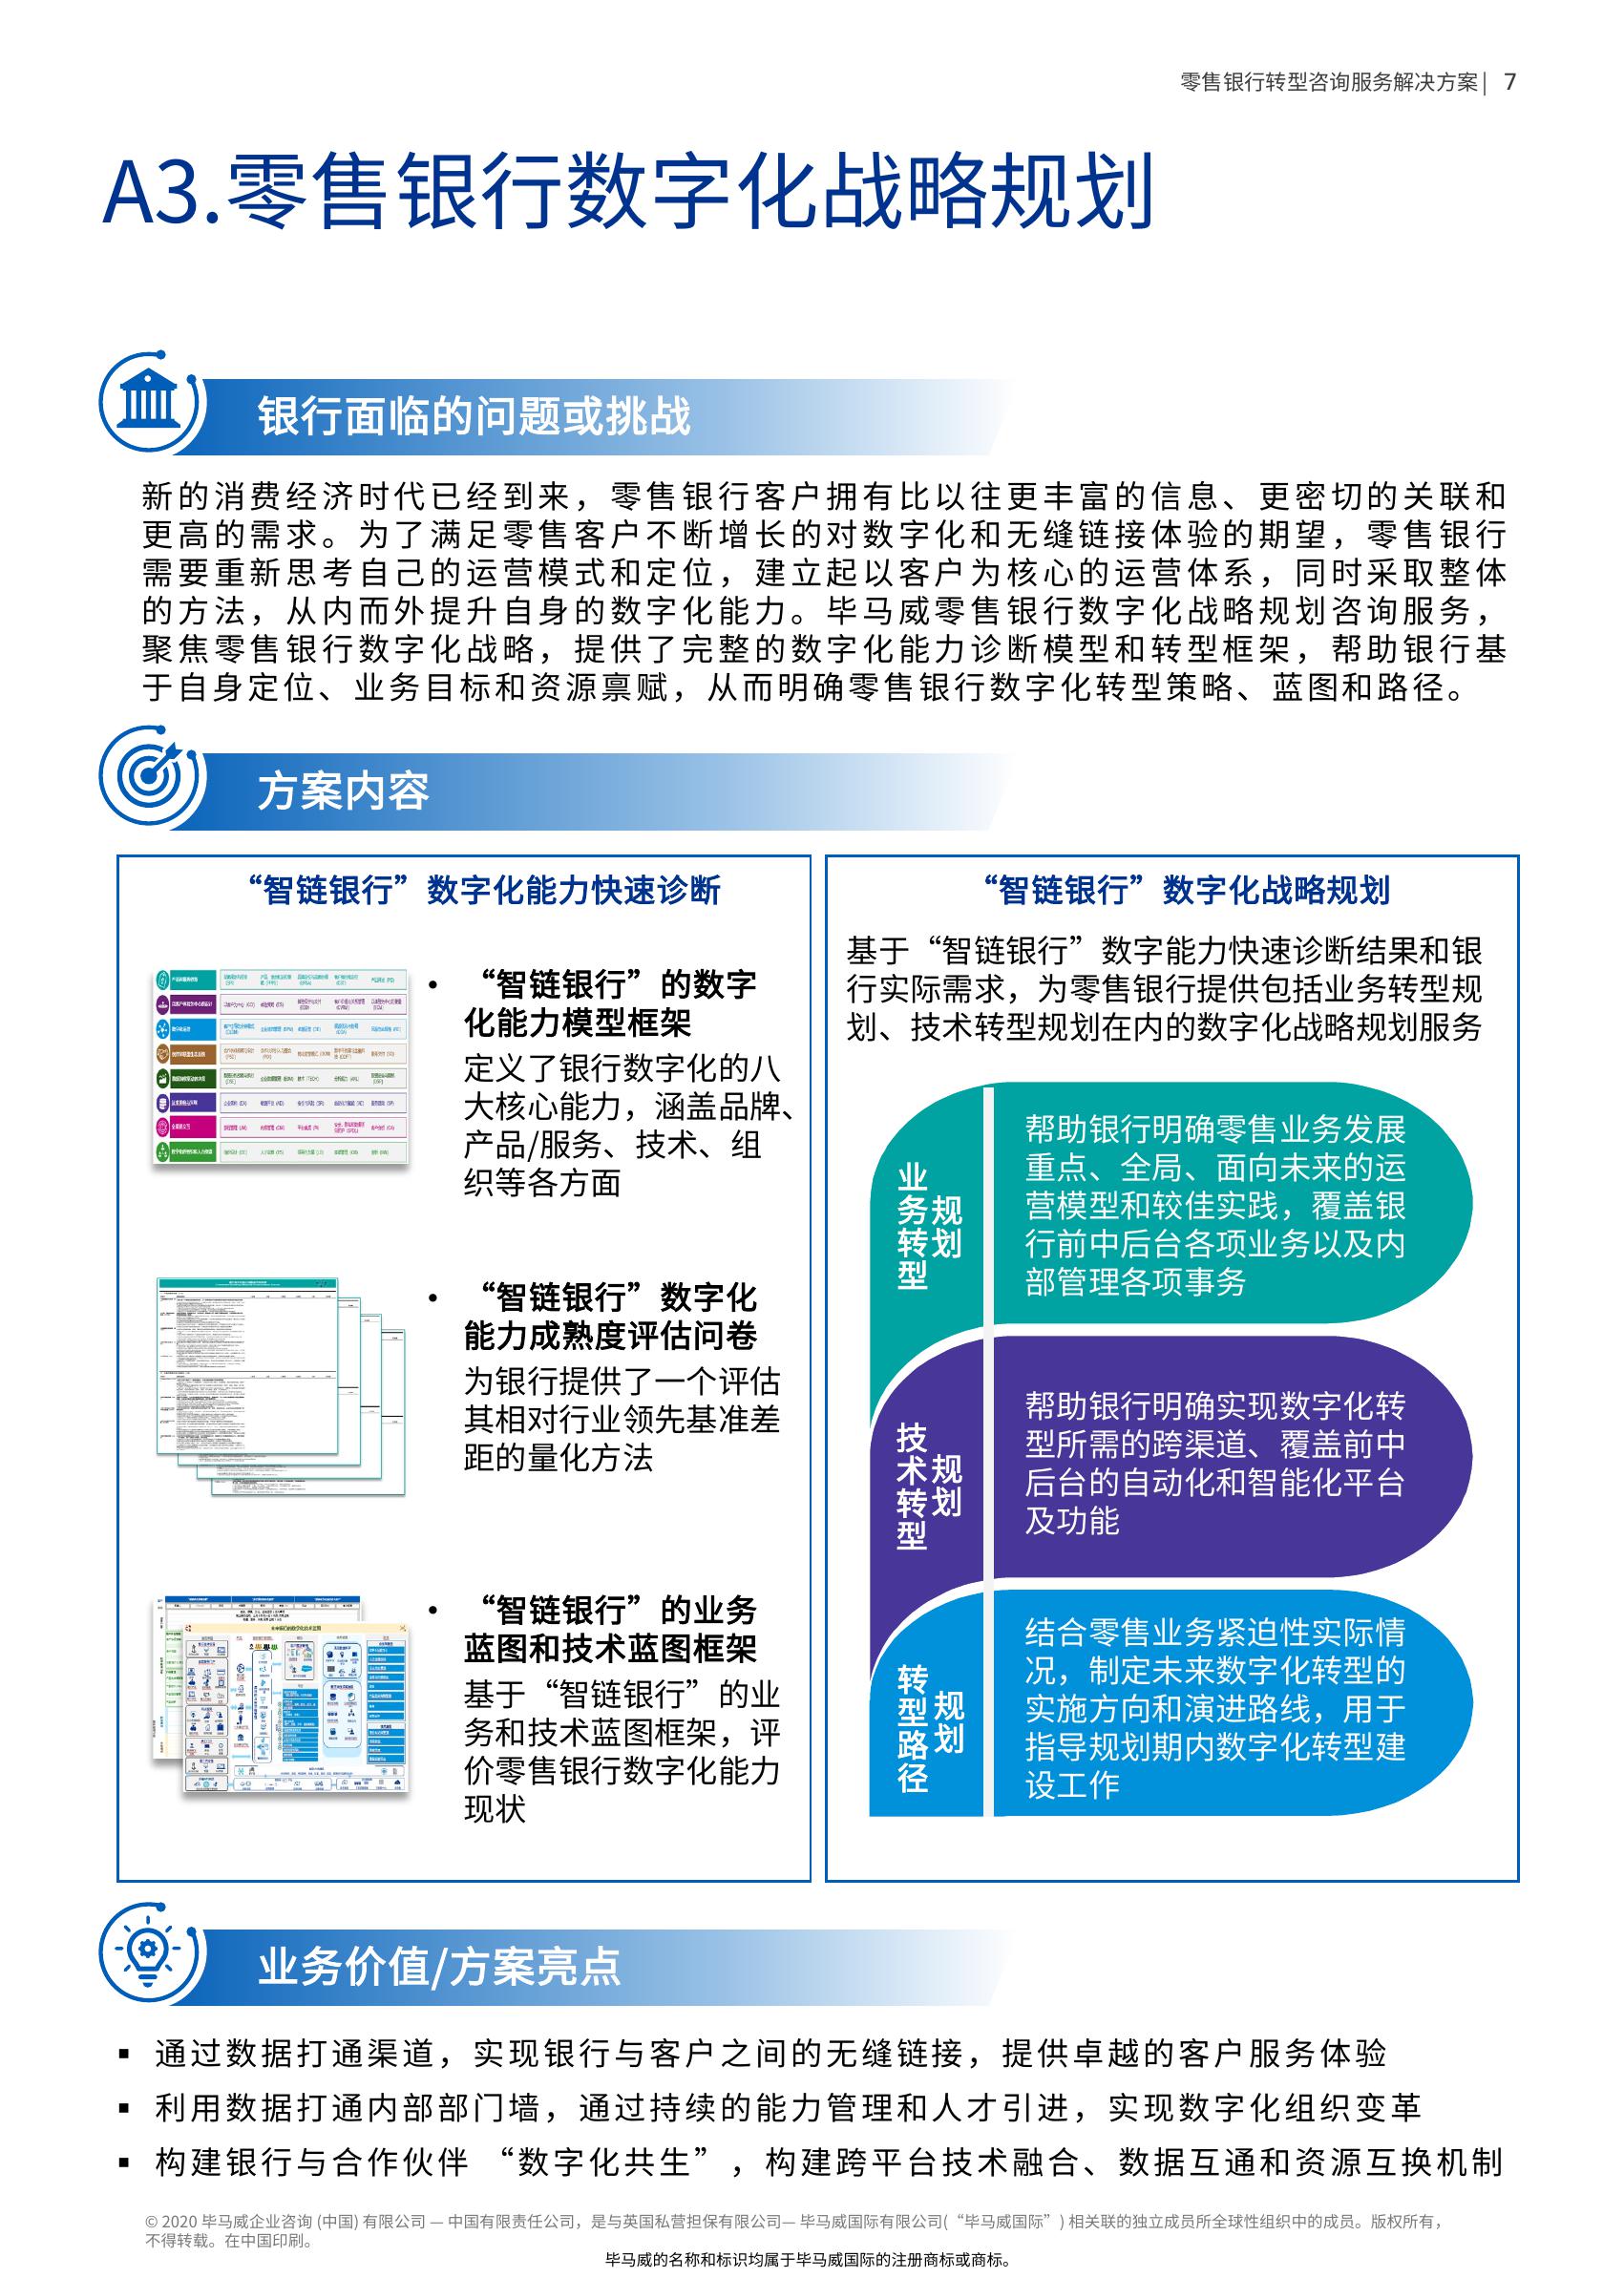 零售银行转型咨询服务解决方案| 7
A3.零售银行数字化战略规划
银行面临的问题或挑战
新的消费经济时代已经到来，零售银行客户拥有比以往更丰富的信息、更密切的关联和
更高的需求。为了满足零售客户不断增长的对数字化和无缝链接体验的期望，零售银行
需要重新思考自己的运营模式和定位，建立起以客户为核心的运营体系，同时采取整体
的方法，从内而外提升自身的数字化能力。毕马威零售银行数字化战略规划咨询服务，
聚焦零售银行数字化战略，提供了完整的数字化能力诊断模型和转型框架，帮助银行基
于自身定位、业务目标和资源禀赋，从而明确零售银行数字化转型策略、蓝图和路径。
方案内容
“智链银行”数字化能力快速诊断
• “智链银行”的数字
化能力模型框架
定义了银行数字化的八
大核心能力，涵盖品牌、
产品/服务、技术、组
织等各方面
• “智链银行”数字化
能力成熟度评估问卷
为银行提供了一个评估
其相对行业领先基准差
距的量化方法
• “智链银行”的业务
蓝图和技术蓝图框架
基于“智链银行”的业
务和技术蓝图框架，评
价零售银行数字化能力
现状
“智链银行”数字化战略规划
基于“智链银行”数字能力快速诊断结果和银
行实际需求，为零售银行提供包括业务转型规
划、技术转型规划在内的数字化战略规划服务
业务转型
规划
帮助银行明确零售业务发展
重点、全局、面向未来的运
营模型和较佳实践，覆盖银
行前中后台各项业务以及内
部管理各项事务
技术转型
规划
帮助银行明确实现数字化转
型所需的跨渠道、覆盖前中
后台的自动化和智能化平台
及功能
转型路径
规划
结合零售业务紧迫性实际情
况，制定未来数字化转型的
实施方向和演进路线，用于
指导规划期内数字化转型建
设工作
业务价值/方案亮点
▪ 通过数据打通渠道，实现银行与客户之间的无缝链接，提供卓越的客户服务体验
▪ 利用数据打通内部部门墙，通过持续的能力管理和人才引进，实现数字化组织变革
▪ 构建银行与合作伙伴 “数字化共生”，构建跨平台技术融合、数据互通和资源互换机制
© 2020 毕马威企业咨询 (中国) 有限公司 — 中国有限责任公司，是与英国私营担保有限公司— 毕马威国际有限公司(“毕马威国际”) 相关联的独立成员所全球性组织中的成员。版权所有，
不得转载。在中国印刷。
毕马威的名称和标识均属于毕马威国际的注册商标或商标。